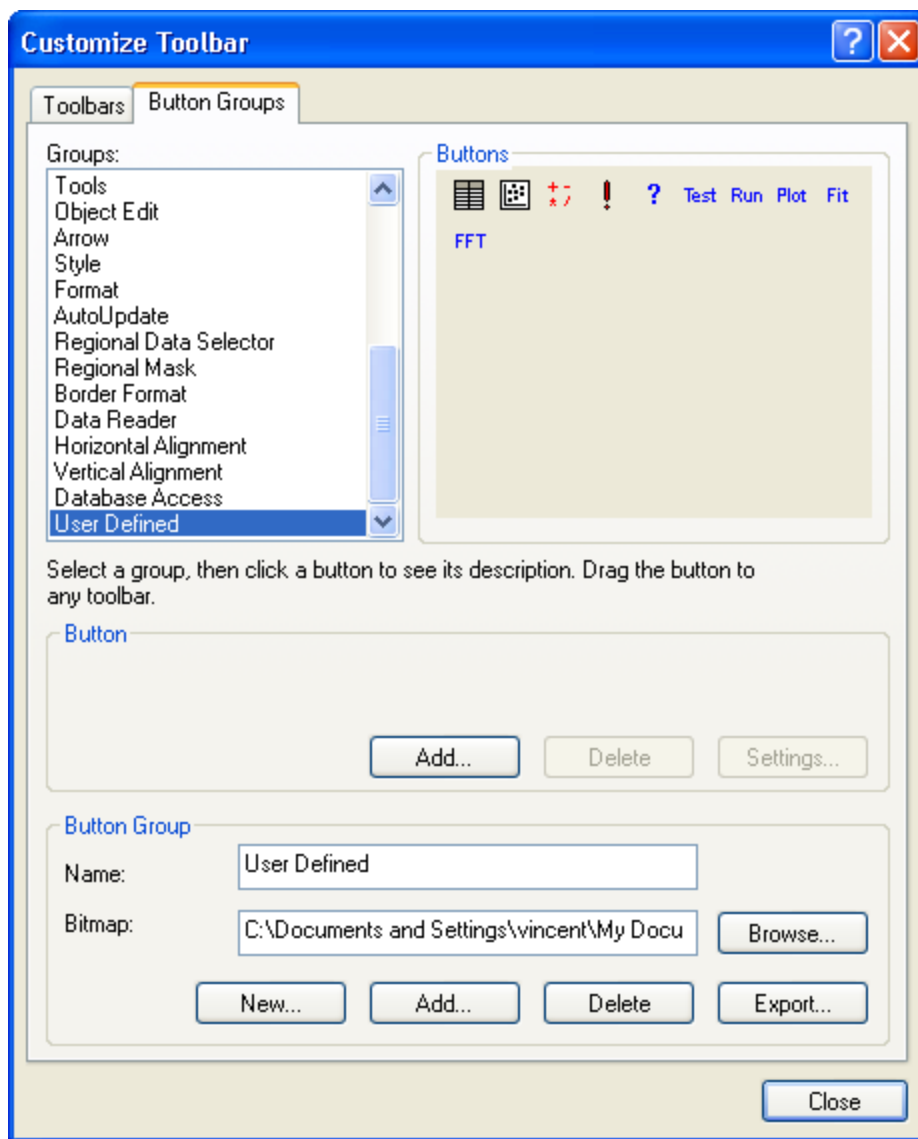 Customize Toolbar
Toolbars Button Groups
Groups:
Tools
Object Edit
Arrow
Style
Format
AutoUpdate
Regional Data Selector
Regional Mask
Border Format
Data Reader
Horizontal Alignment
Vertical Alignment
Database Access
User Defined
Buttons
+ - * / ! ? Test Run Plot Fit
FFT
Select a group, then click a button to see its description. Drag the button to
any toolbar.
Button
Add... Delete Settings...
Button Group
Name: User Defined
Bitmap: C:\Documents and Settings\vincent\My Docu Browse...
New... Add... Delete Export...
Close